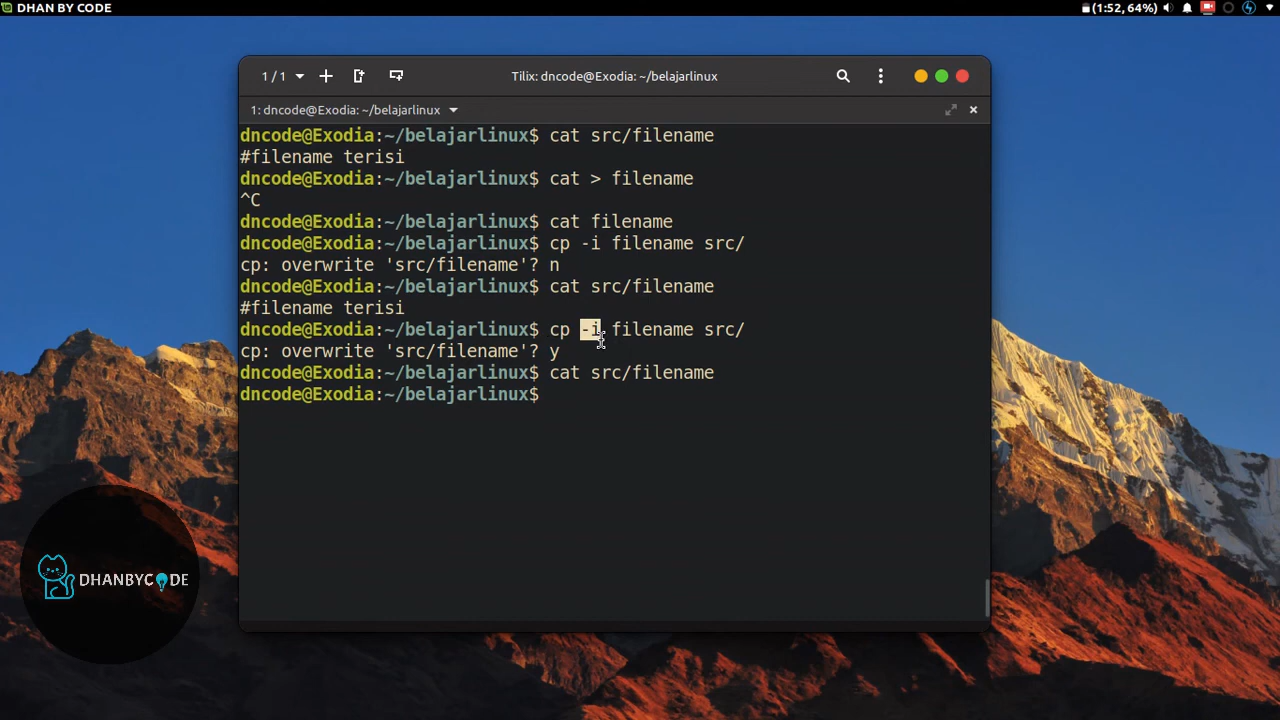 DHAN BY CODE
(1:52, 64%)
1 / 1
Tilix: dncode@Exodia: ~/belajarlinux
1: dncode@Exodia: ~/belajarlinux
dncode@Exodia:~/belajarlinux$ cat src/filename
#filename terisi
dncode@Exodia:~/belajarlinux$ cat > filename
^C
dncode@Exodia:~/belajarlinux$ cat filename
dncode@Exodia:~/belajarlinux$ cp -i filename src/
cp: overwrite 'src/filename'? n
dncode@Exodia:~/belajarlinux$ cat src/filename
#filename terisi
dncode@Exodia:~/belajarlinux$ cp -i filename src/
cp: overwrite 'src/filename'? y
dncode@Exodia:~/belajarlinux$ cat src/filename
dncode@Exodia:~/belajarlinux$
DHANBYCODE